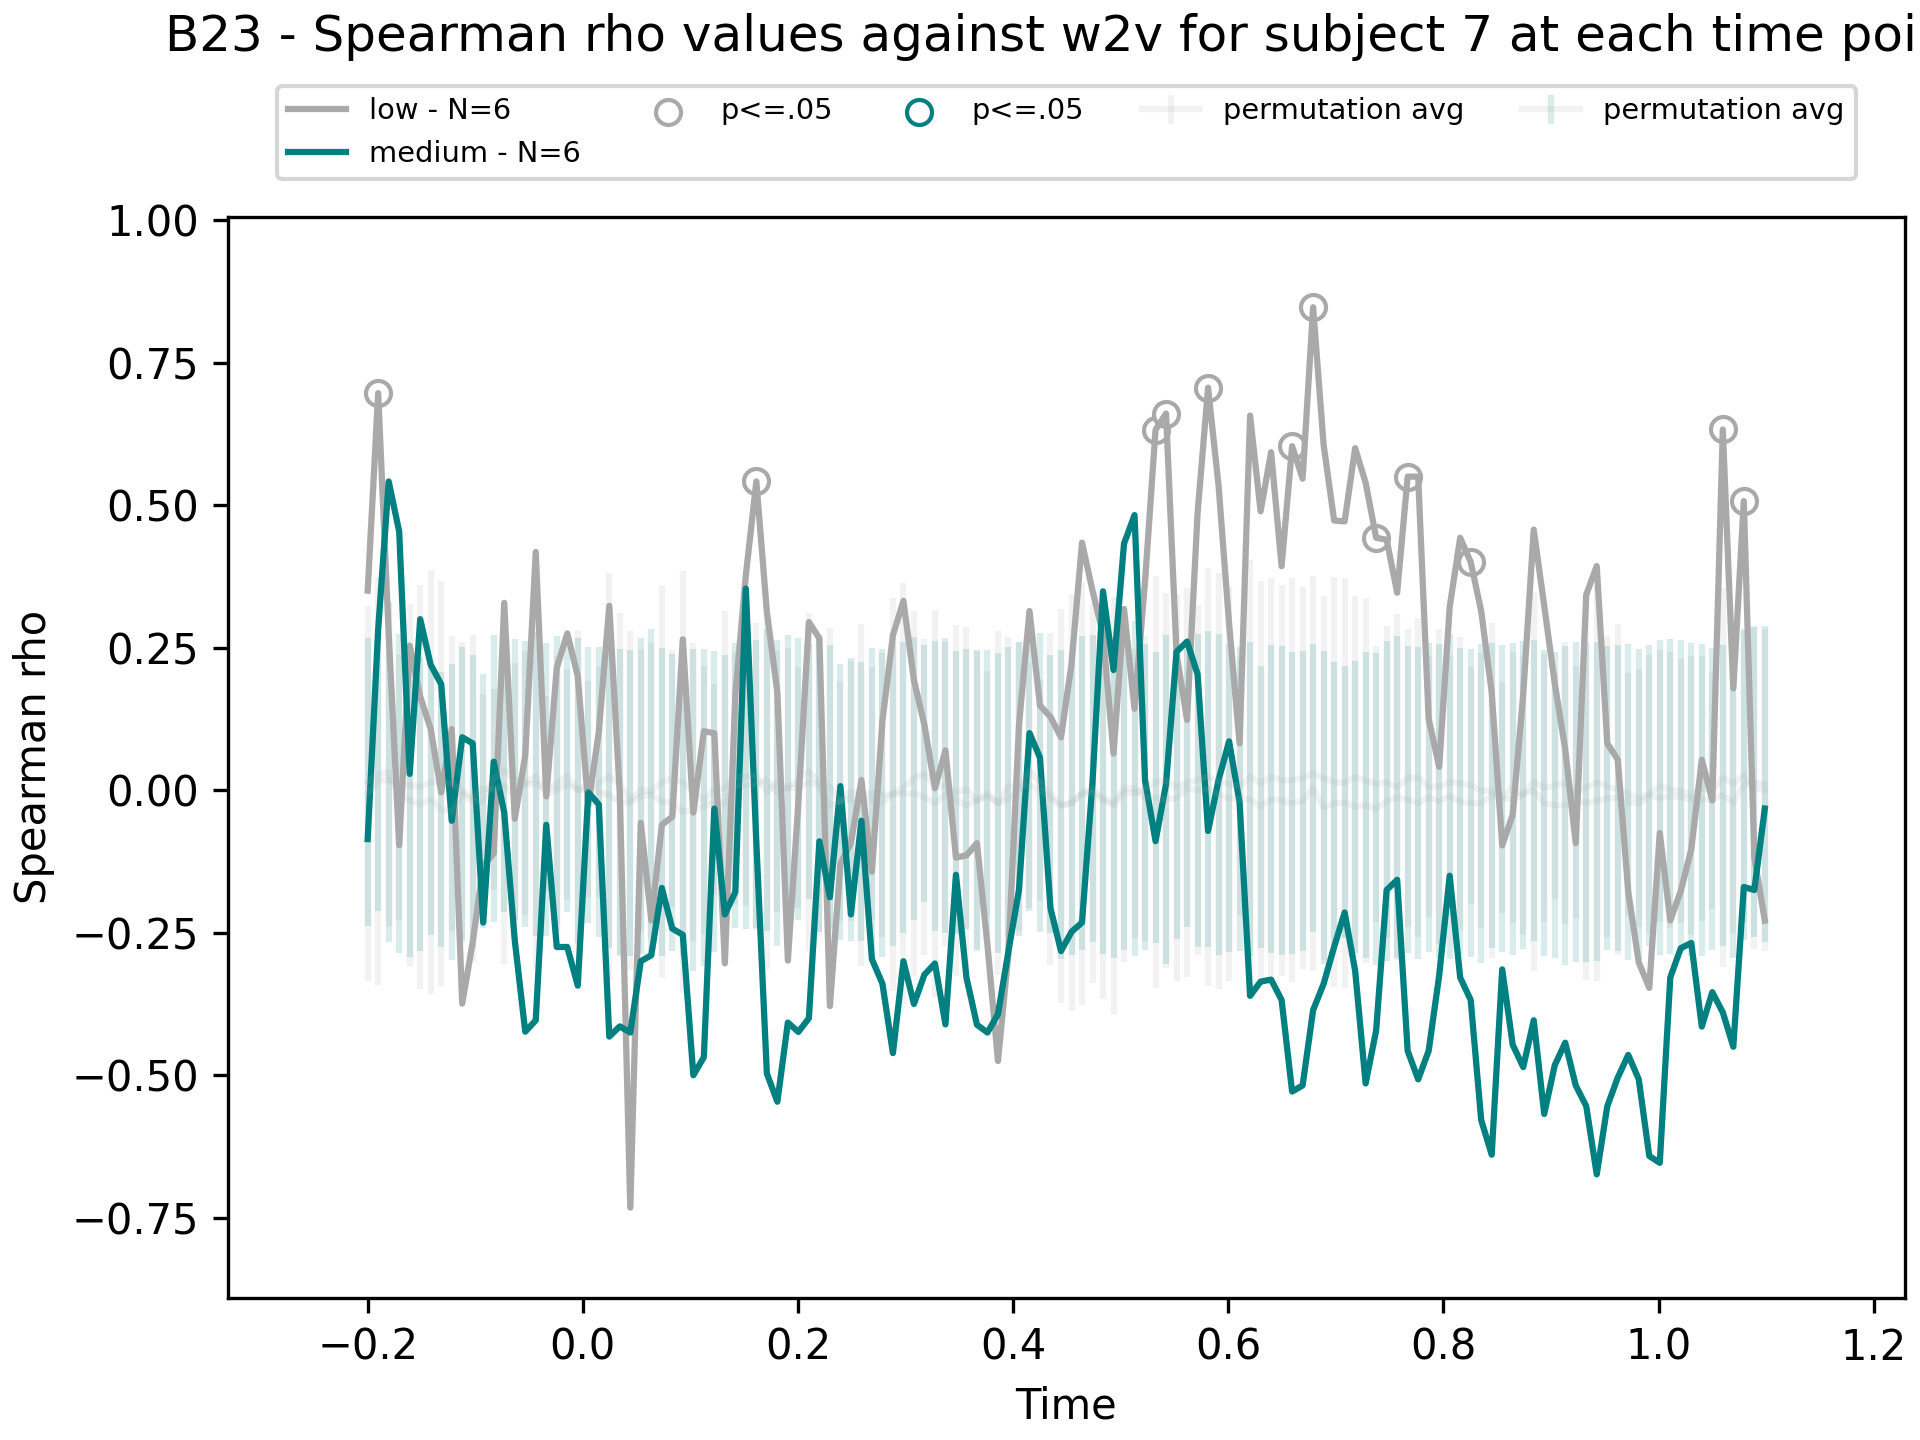 B23 - Spearman rho values against w2v for subject 7 at each time poi
low - N=6
medium - N=6
p<=.05
p<=.05
permutation avg
permutation avg
1.00
0.75
0.50
0.25
0.00
−0.25
−0.50
−0.75
Spearman rho
−0.2 0.0 0.2 0.4 0.6 0.8 1.0 1.2
Time